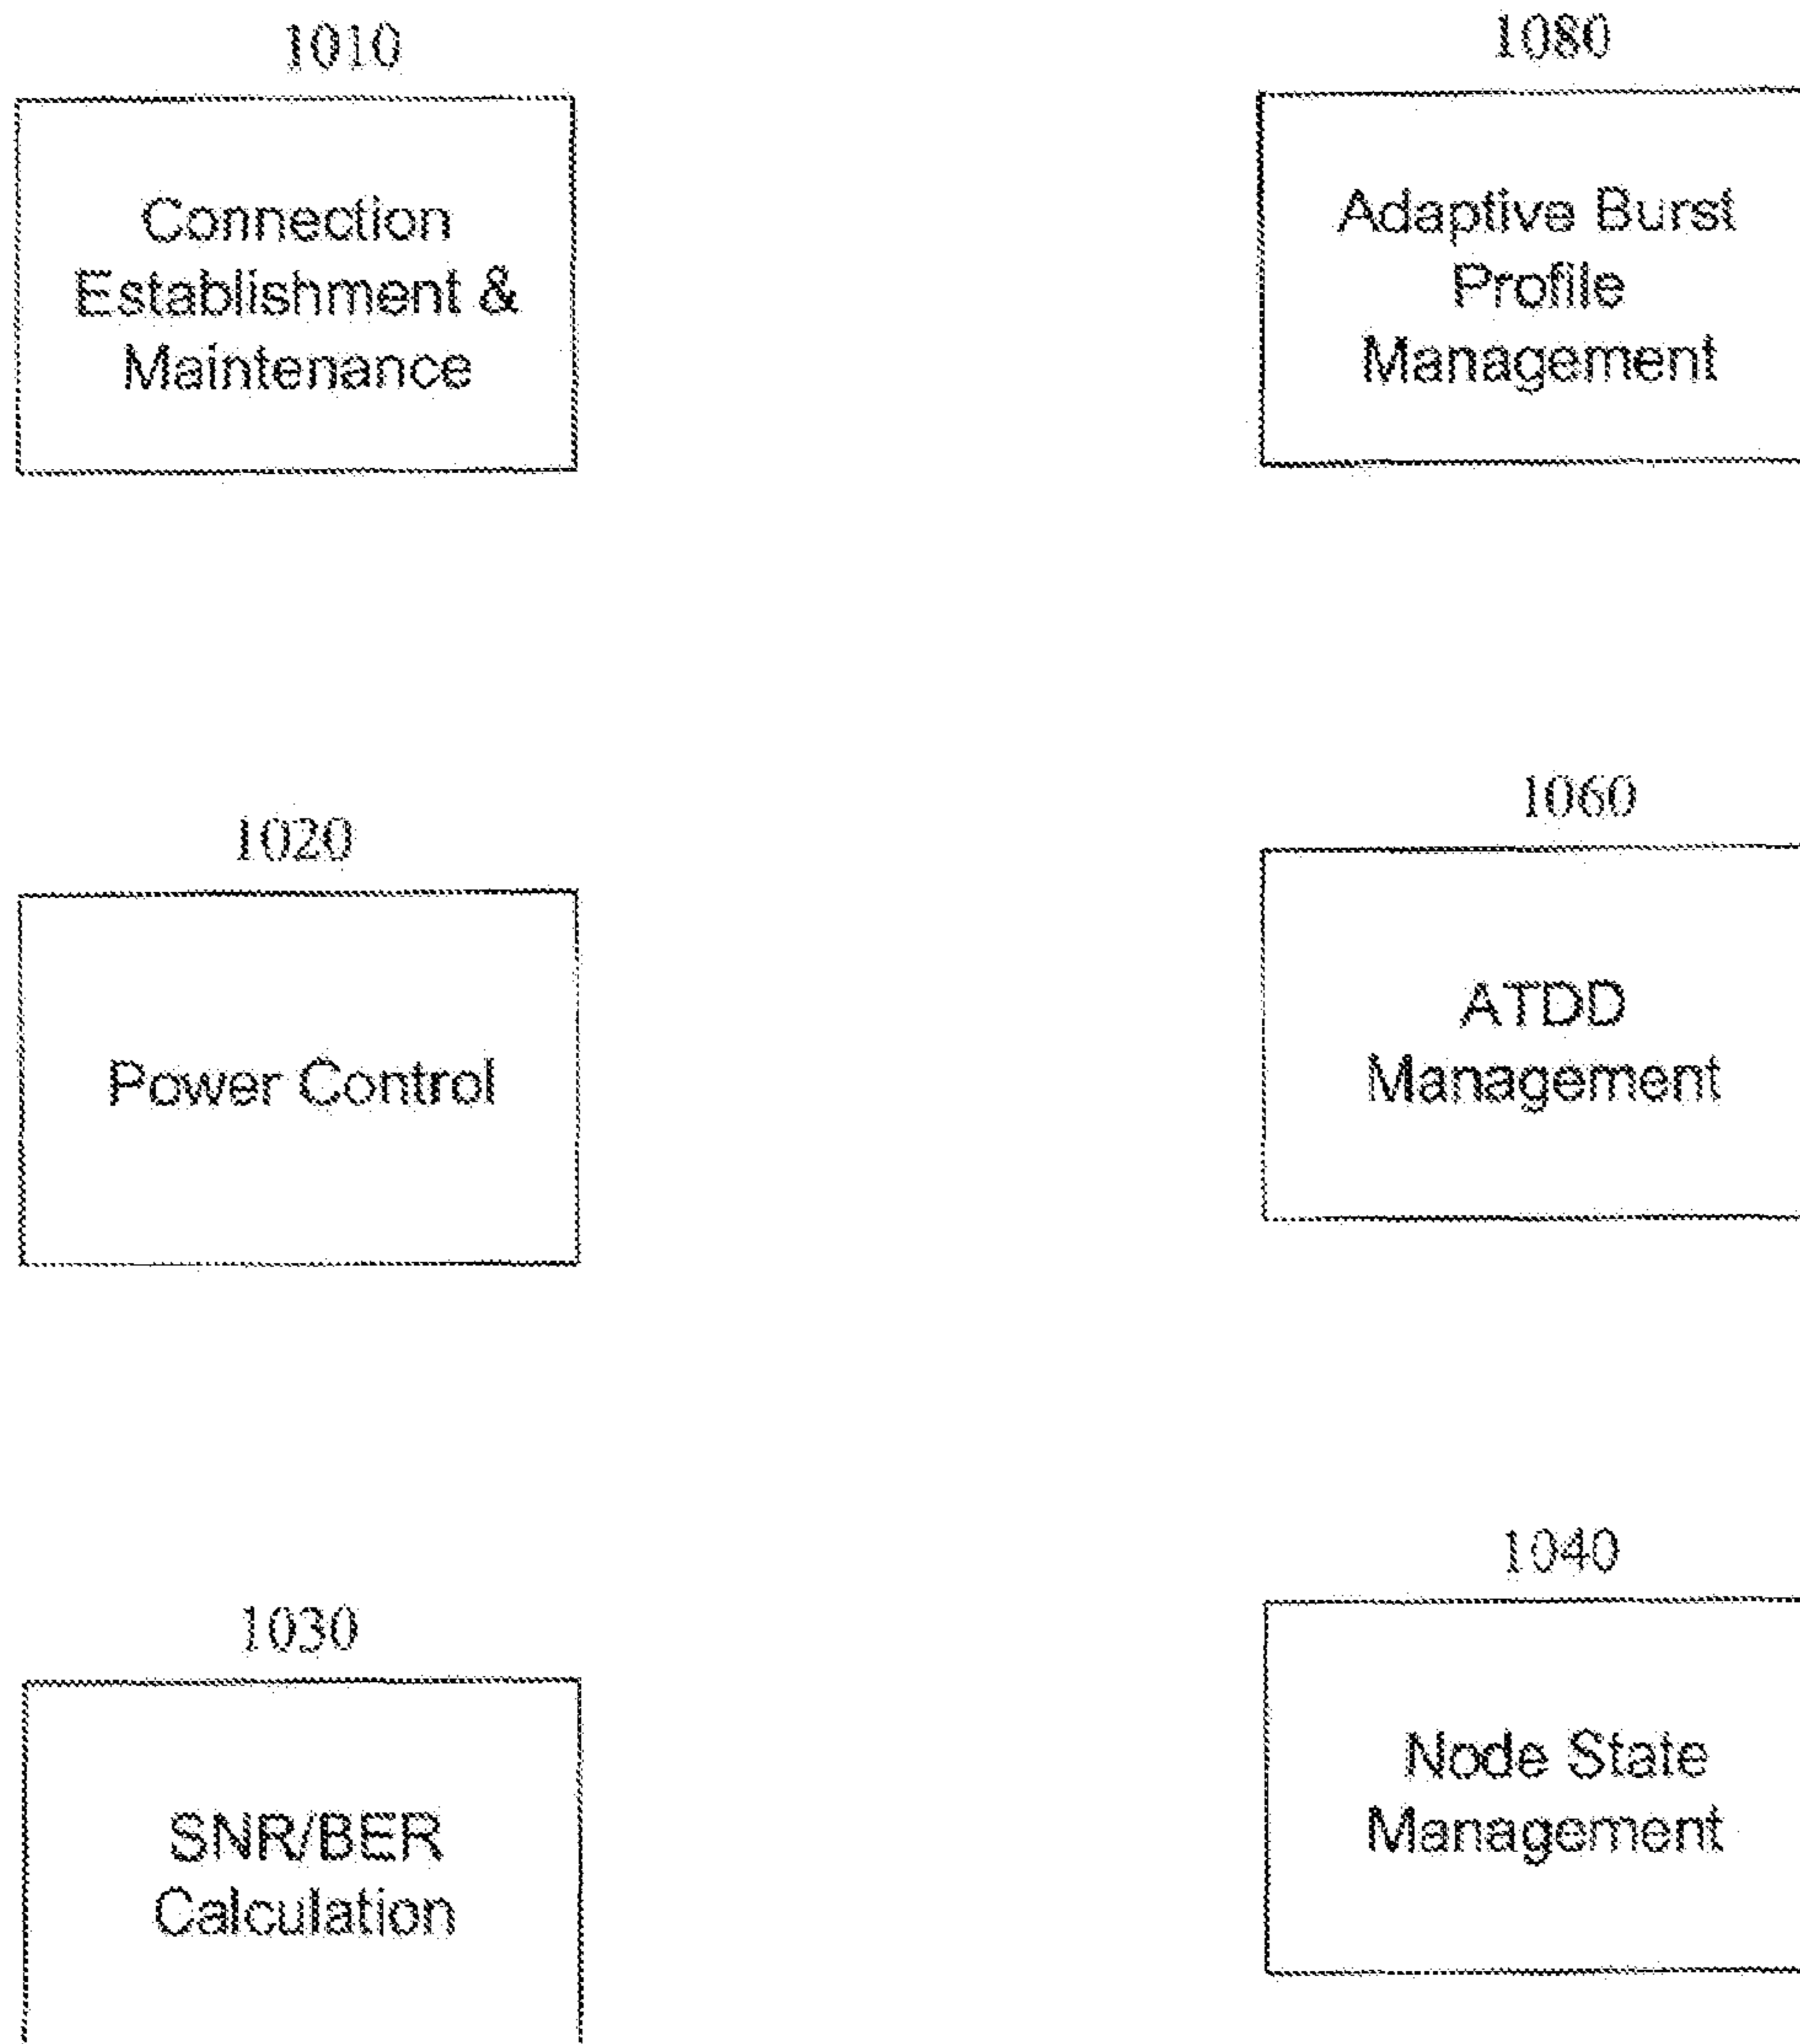 1010
Connection
Establishment &
Maintenance
1080
Adaptive Burst
Profile
Management
1020
Power Control
1060
ATDD
Management
1030
SNR/BER
Calculation
1040
Node State
Management